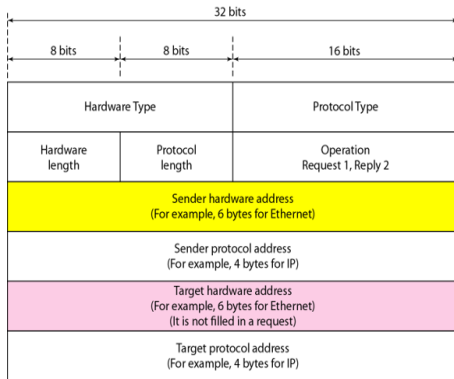 32 bits
8 bits 8 bits 16 bits
Hardware Type Protocol Type
Hardware
length
Protocol
length
Operation
Request 1, Reply 2
Sender hardware address
(For example, 6 bytes for Ethernet)
Sender protocol address
(For example, 4 bytes for IP)
Target hardware address
(For example, 6 bytes for Ethernet)
(It is not filled in a request)
Target protocol address
(For example, 4 bytes for IP)